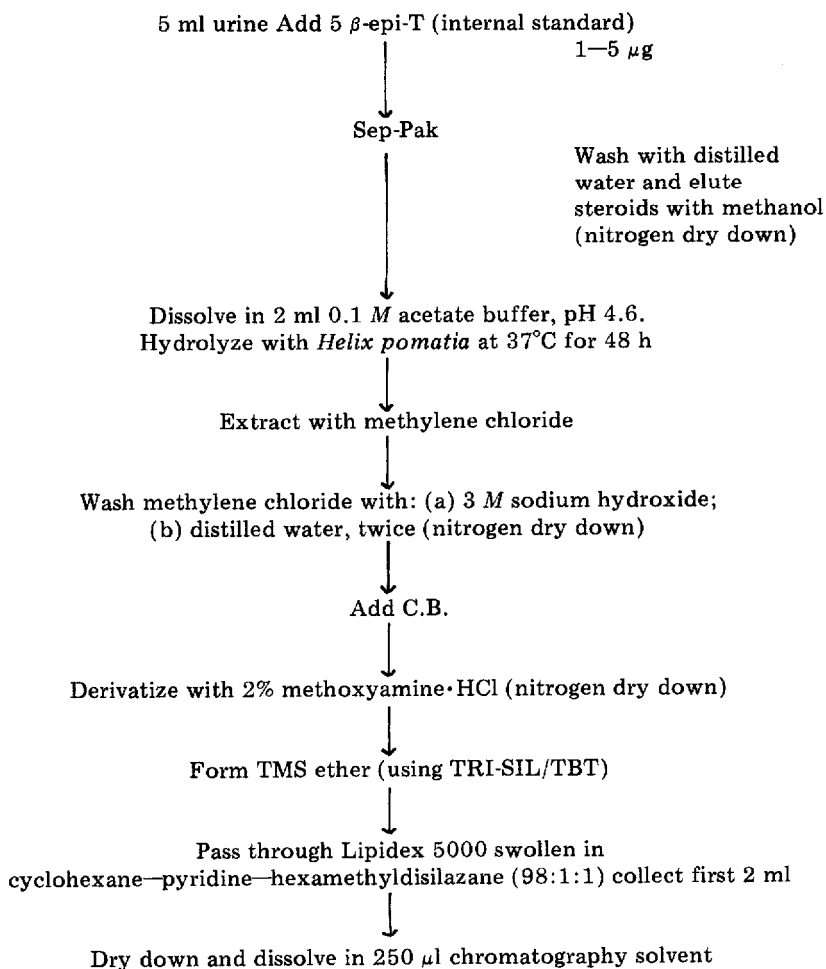 5 ml urine Add 5 β-epi-T (internal standard)
1—5 μg
Sep-Pak
Wash with distilled
water and elute
steroids with methanol
(nitrogen dry down)
Dissolve in 2 ml 0.1 M acetate buffer, pH 4.6.
Hydrolyze with Helix pomatia at 37°C for 48 h
Extract with methylene chloride
Wash methylene chloride with: (a) 3 M sodium hydroxide;
(b) distilled water, twice (nitrogen dry down)
Add C.B.
Derivatize with 2% methoxyamine·HCl (nitrogen dry down)
Form TMS ether (using TRI-SIL/TBT)
Pass through Lipidex 5000 swollen in
cyclohexane—pyridine—hexamethyldisilazane (98:1:1) collect first 2 ml
Dry down and dissolve in 250 μl chromatography solvent